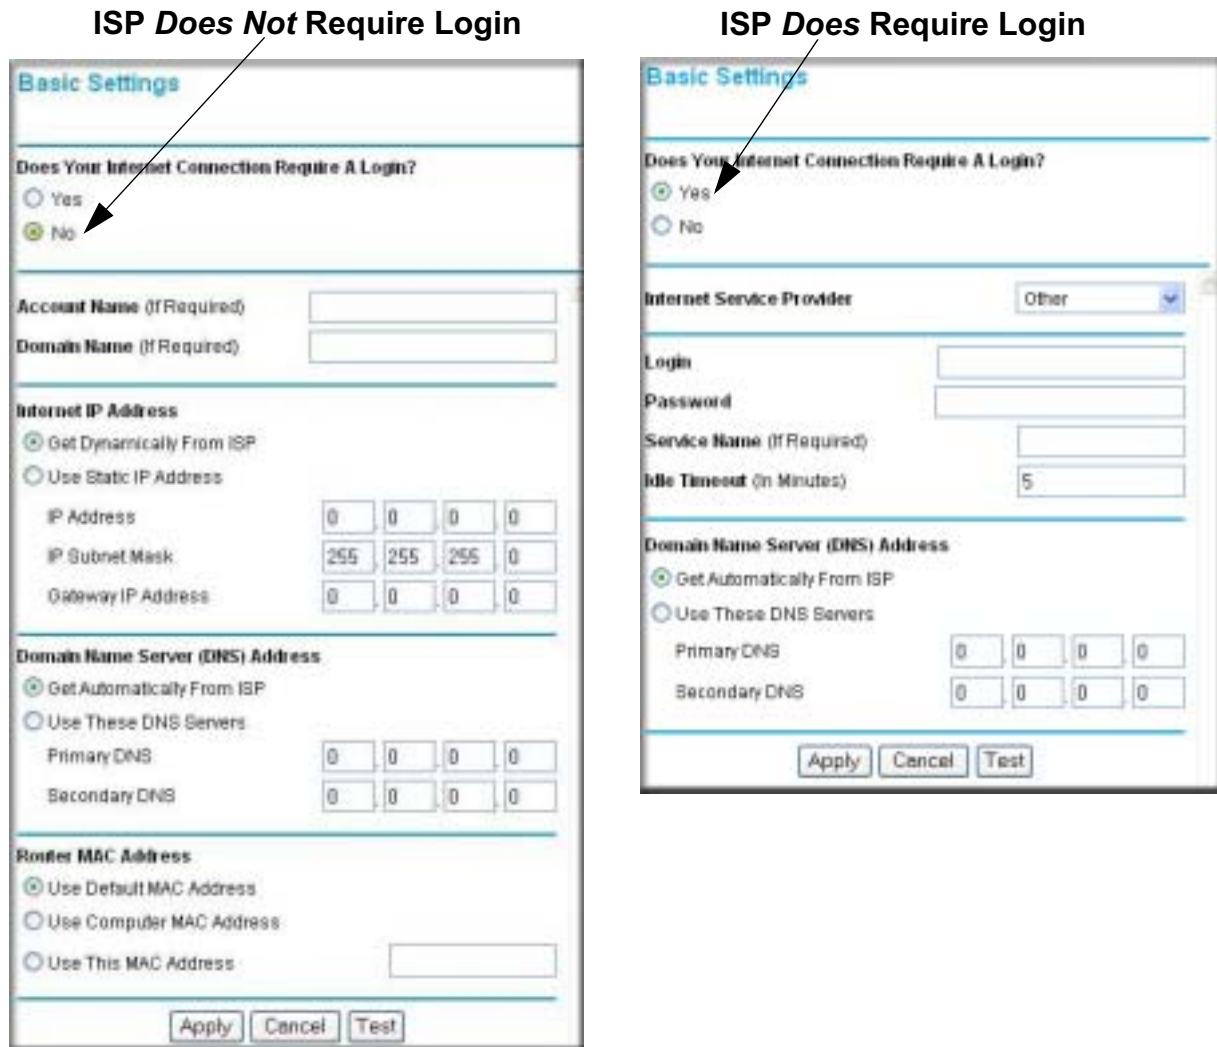 ISP Does Not Require Login
Basic Settings
Does Your Internet Connection Require A Login?
Yes
No
Account Name (If Required)
Domain Name (If Required)
Internet IP Address
Get Dynamically From ISP
Use Static IP Address
IP Address 0 . 0 . 0 . 0
IP Subnet Mask 255 . 255 . 255 . 0
Gateway IP Address 0 . 0 . 0 . 0
Domain Name Server (DNS) Address
Get Automatically From ISP
Use These DNS Servers
Primary DNS 0 . 0 . 0 . 0
Secondary DNS 0 . 0 . 0 . 0
Router MAC Address
Use Default MAC Address
Use Computer MAC Address
Use This MAC Address
Apply Cancel Test
ISP Does Require Login
Basic Settings
Does Your Internet Connection Require A Login?
Yes
No
Internet Service Provider Other
Login
Password
Service Name (If Required)
Idle Timeout (In Minutes) 5
Domain Name Server (DNS) Address
Get Automatically From ISP
Use These DNS Servers
Primary DNS 0 . 0 . 0 . 0
Secondary DNS 0 . 0 . 0 . 0
Apply Cancel Test